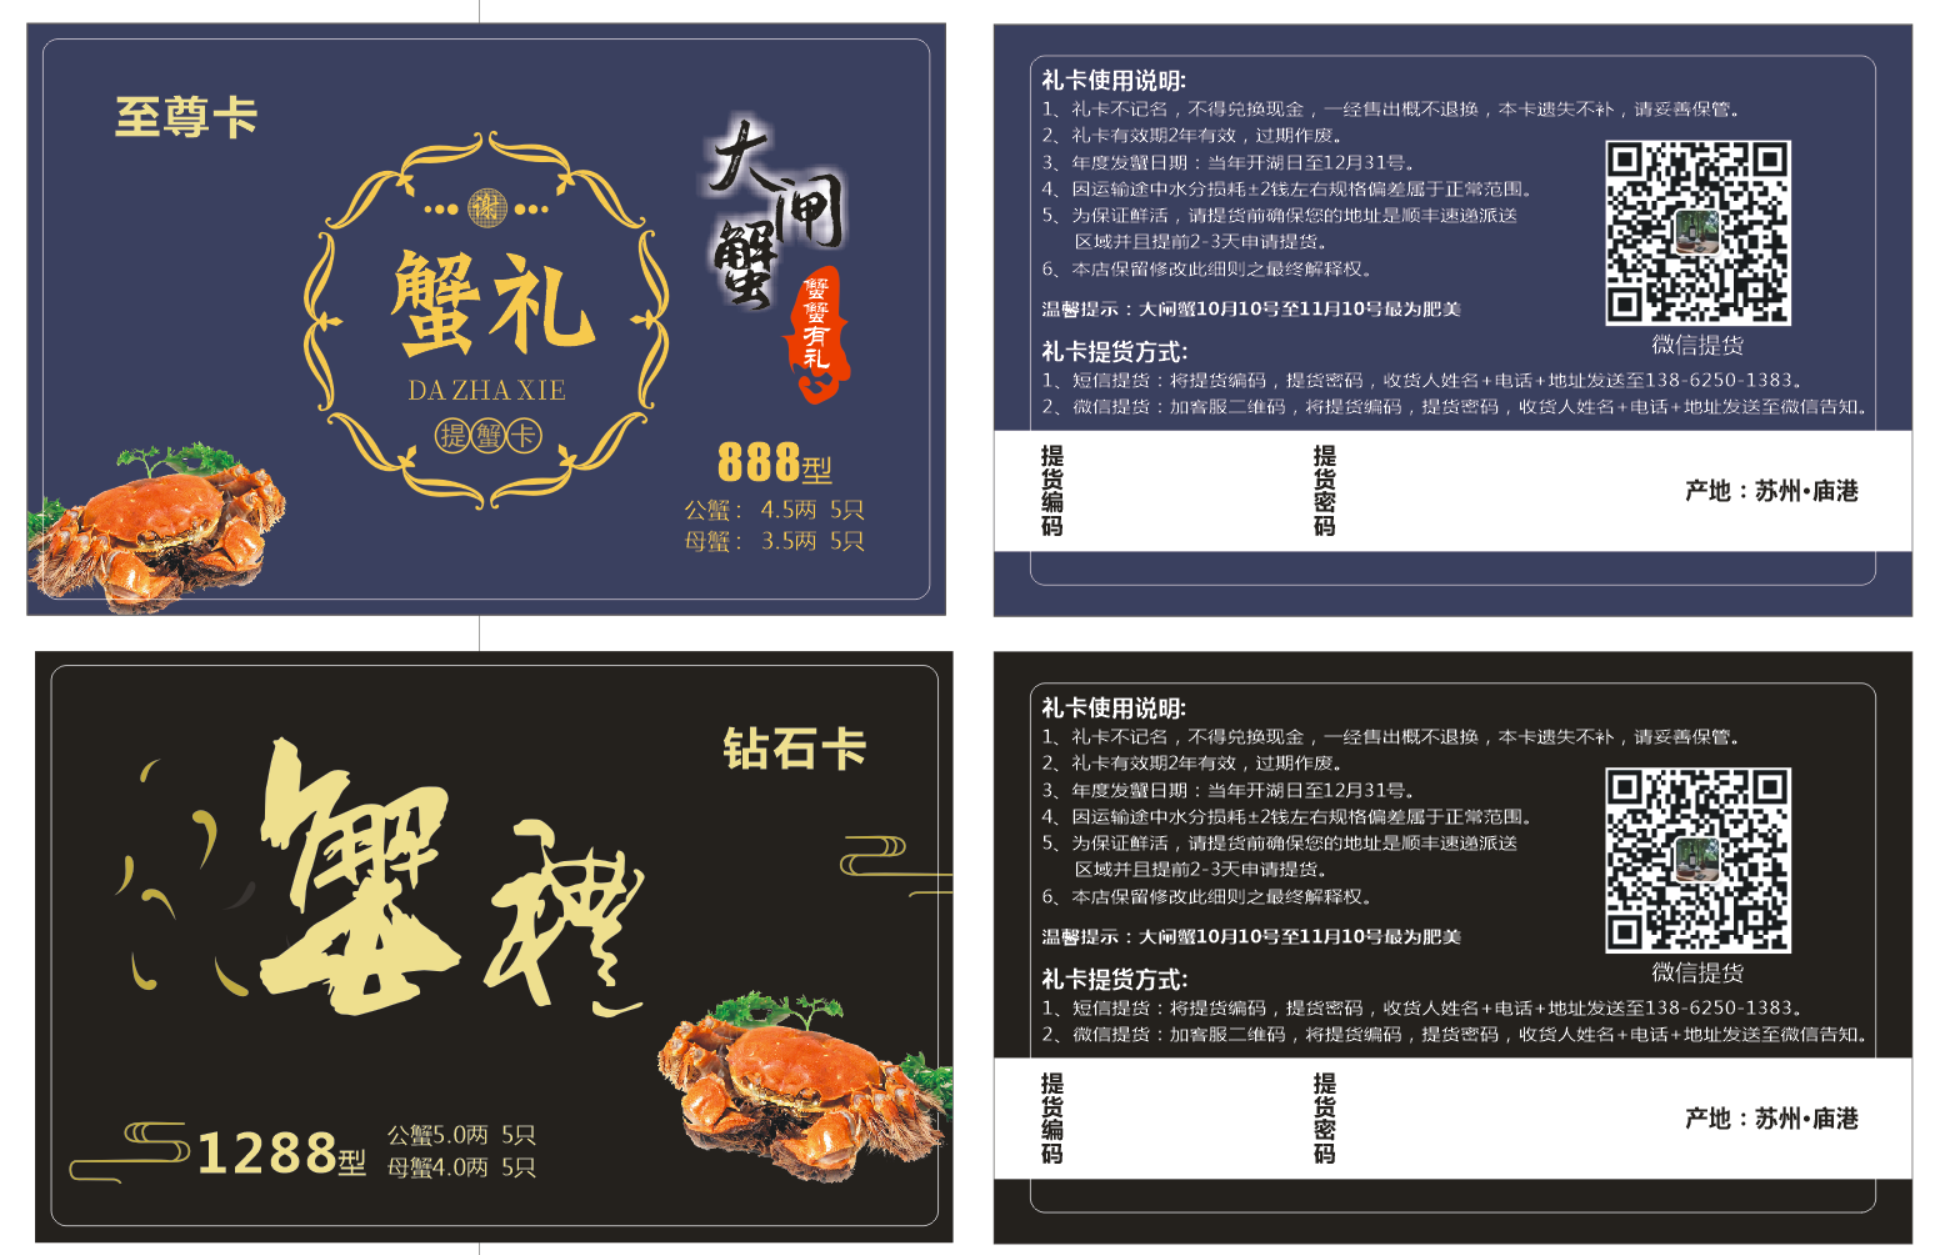 至尊卡
谢
蟹礼
DA ZHA XIE
提蟹卡
大闸蟹
蟹蟹有礼
888型
公蟹： 4.5两 5只
母蟹： 3.5两 5只
礼卡使用说明:
1、礼卡不记名，不得兑换现金，一经售出概不退换，本卡遗失不补，请妥善保管。
2、礼卡有效期2年有效，过期作废。
3、年度发蟹日期：当年开湖日至12月31号。
4、因运输途中水分损耗±2钱左右规格偏差属于正常范围。
5、为保证鲜活，请提货前确保您的地址是顺丰速递派送
区域并且提前2-3天申请提货。
6、本店保留修改此细则之最终解释权。
温馨提示：大闸蟹10月10号至11月10号最为肥美
微信提货
礼卡提货方式:
1、短信提货：将提货编码，提货密码，收货人姓名+电话+地址发送至138-6250-1383。
2、微信提货：加客服二维码，将提货编码，提货密码，收货人姓名+电话+地址发送至微信告知。
提货编码
提货密码
产地：苏州•庙港
钻石卡
蟹禮
1288型
公蟹5.0两 5只
母蟹4.0两 5只
礼卡使用说明:
1、礼卡不记名，不得兑换现金，一经售出概不退换，本卡遗失不补，请妥善保管。
2、礼卡有效期2年有效，过期作废。
3、年度发蟹日期：当年开湖日至12月31号。
4、因运输途中水分损耗±2钱左右规格偏差属于正常范围。
5、为保证鲜活，请提货前确保您的地址是顺丰速递派送
区域并且提前2-3天申请提货。
6、本店保留修改此细则之最终解释权。
温馨提示：大闸蟹10月10号至11月10号最为肥美
微信提货
礼卡提货方式:
1、短信提货：将提货编码，提货密码，收货人姓名+电话+地址发送至138-6250-1383。
2、微信提货：加客服二维码，将提货编码，提货密码，收货人姓名+电话+地址发送至微信告知。
提货编码
提货密码
产地：苏州•庙港